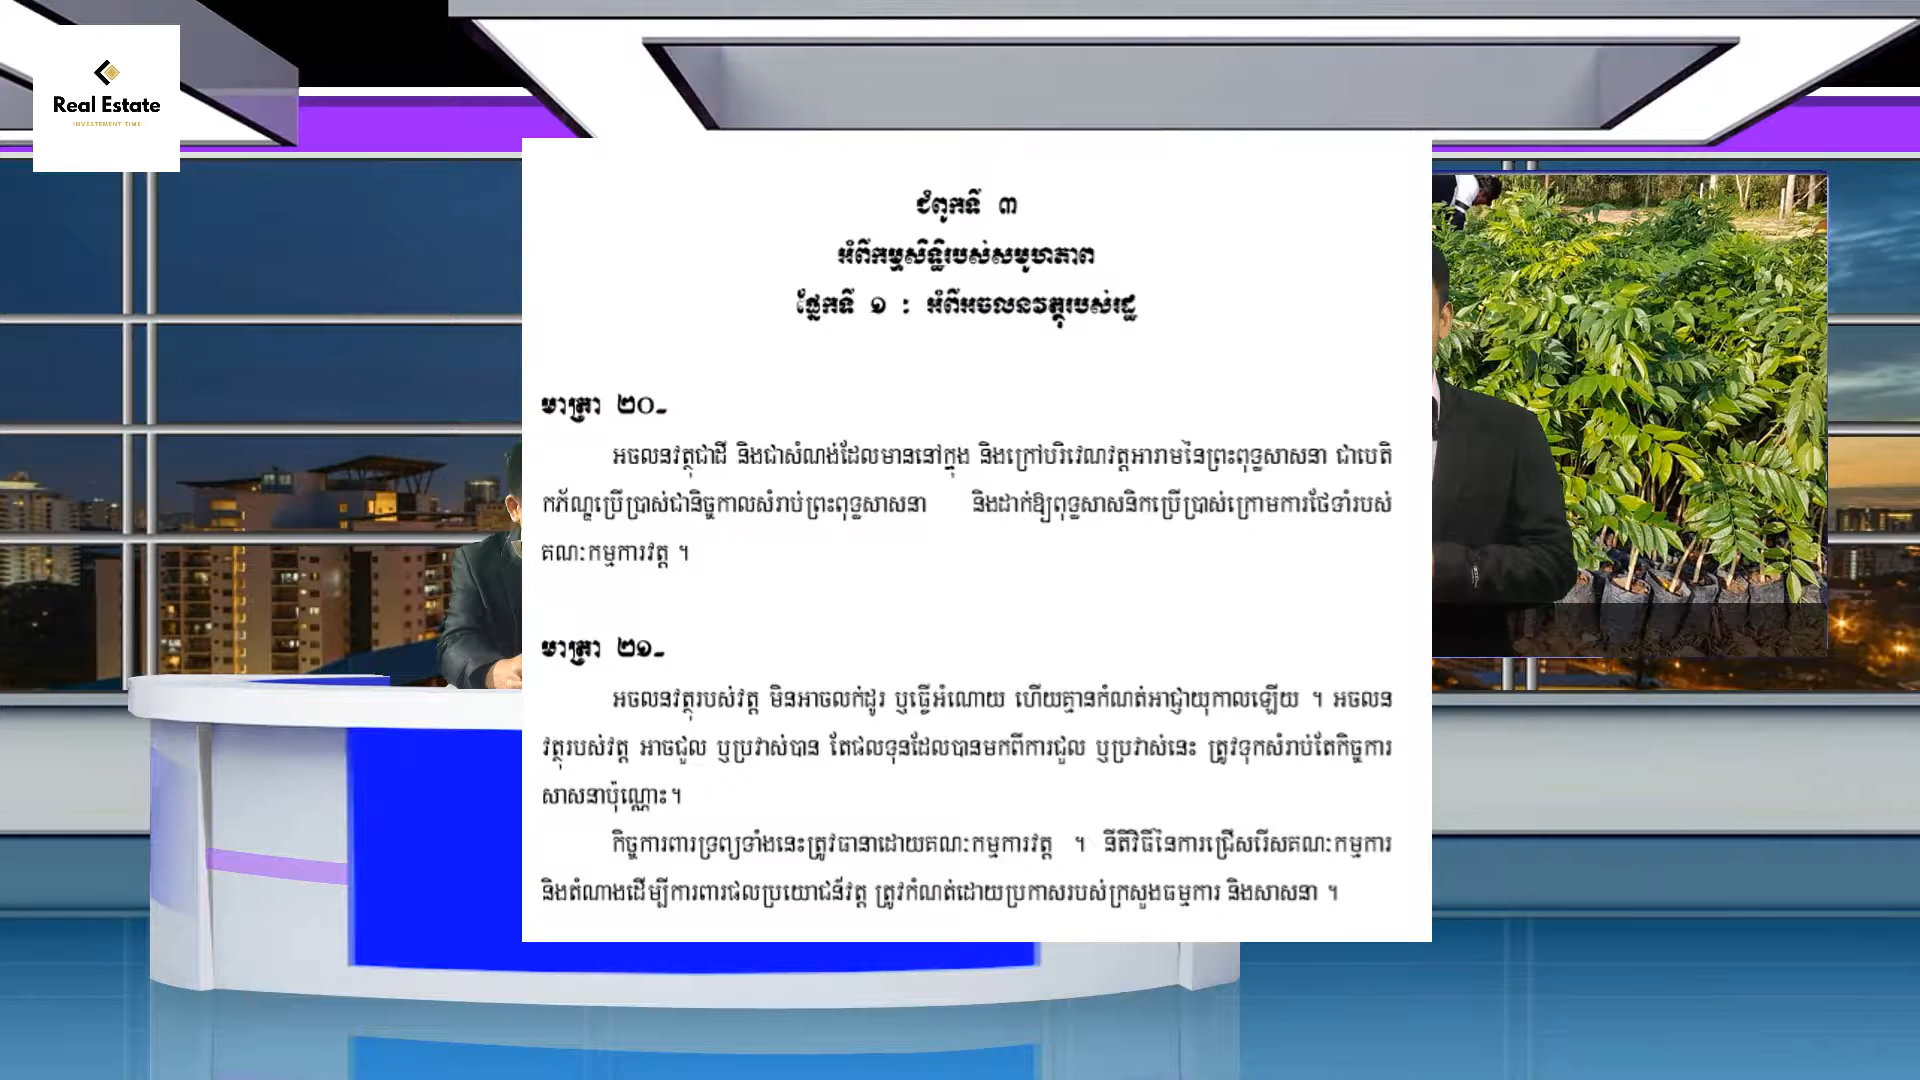 Real Estate
INVESTEMENT TIME
ជំពូកទី ៣
អំពីកម្មសិទ្ធិរបស់សមូហភាព
ផ្នែកទី ១ : អំពីអចលនវត្ថុរបស់រដ្ឋ
មាត្រា ២០_
អចលនវត្ថុជាដី និងជាសំណង់ដែលមាននៅក្នុង និងក្រៅបរិវេណវត្តអារាមនៃព្រះពុទ្ធសាសនា ជាបេតិ
កភ័ណ្ឌប្រើប្រាស់ជានិច្ចកាលសំរាប់ព្រះពុទ្ធសាសនា និងដាក់ឱ្យពុទ្ធសាសនិកប្រើប្រាស់ក្រោមការថែទាំរបស់
គណៈកម្មការវត្ត ។
មាត្រា ២១_
អចលនវត្ថុរបស់វត្ត មិនអាចលក់ដូរ ឬធ្វើអំណោយ ហើយគ្មានកំណត់អាជ្ញាយុកាលឡើយ ។ អចលន
វត្ថុរបស់វត្ត អាចជួល ឬប្រវាស់បាន តែផលទុនដែលបានមកពីការជួល ឬប្រវាស់នេះ ត្រូវទុកសំរាប់តែកិច្ចការ
សាសនាប៉ុណ្ណោះ។
កិច្ចការពារទ្រព្យទាំងនេះត្រូវធានាដោយគណៈកម្មការវត្ត ។ នីតិវិធីនៃការជ្រើសរើសគណៈកម្មការ
និងតំណាងដើម្បីការពារផលប្រយោជន៍វត្ត ត្រូវកំណត់ដោយប្រកាសរបស់ក្រសួងធម្មការ និងសាសនា ។